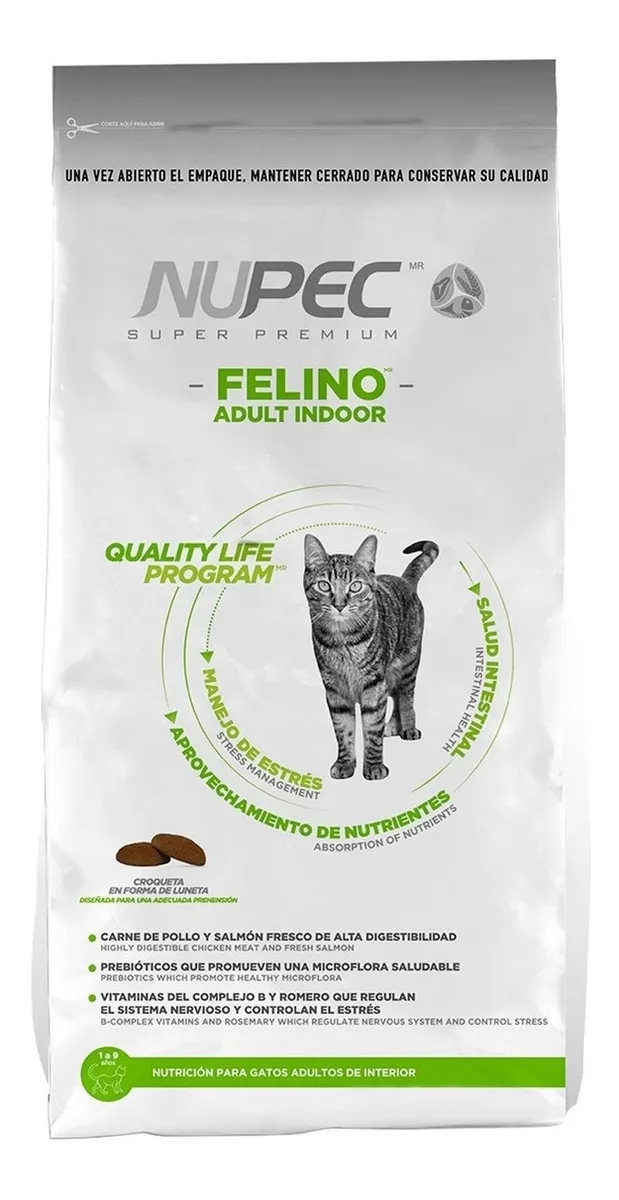 CORTE AQUÍ PARA ABRIR
UNA VEZ ABIERTO EL EMPAQUE, MANTENER CERRADO PARA CONSERVAR SU CALIDAD
NUPEC MR
SUPER PREMIUM
- FELINO MR -
ADULT INDOOR
QUALITY LIFE
PROGRAM MR
SALUD INTESTINAL
INTESTINAL HEALTH
MANEJO DE ESTRÉS
STRESS MANAGEMENT
APROVECHAMIENTO DE NUTRIENTES
ABSORPTION OF NUTRIENTS
CROQUETA
EN FORMA DE LUNETA
DISEÑADA PARA UNA ADECUADA PREHENSIÓN
• CARNE DE POLLO Y SALMÓN FRESCO DE ALTA DIGESTIBILIDAD
HIGHLY DIGESTIBLE CHICKEN MEAT AND FRESH SALMON
• PREBIÓTICOS QUE PROMUEVEN UNA MICROFLORA SALUDABLE
PREBIOTICS WHICH PROMOTE HEALTHY MICROFLORA
• VITAMINAS DEL COMPLEJO B Y ROMERO QUE REGULAN
EL SISTEMA NERVIOSO Y CONTROLAN EL ESTRÉS
B-COMPLEX VITAMINS AND ROSEMARY WHICH REGULATE NERVOUS SYSTEM AND CONTROL STRESS
1 a 9
años
NUTRICIÓN PARA GATOS ADULTOS DE INTERIOR